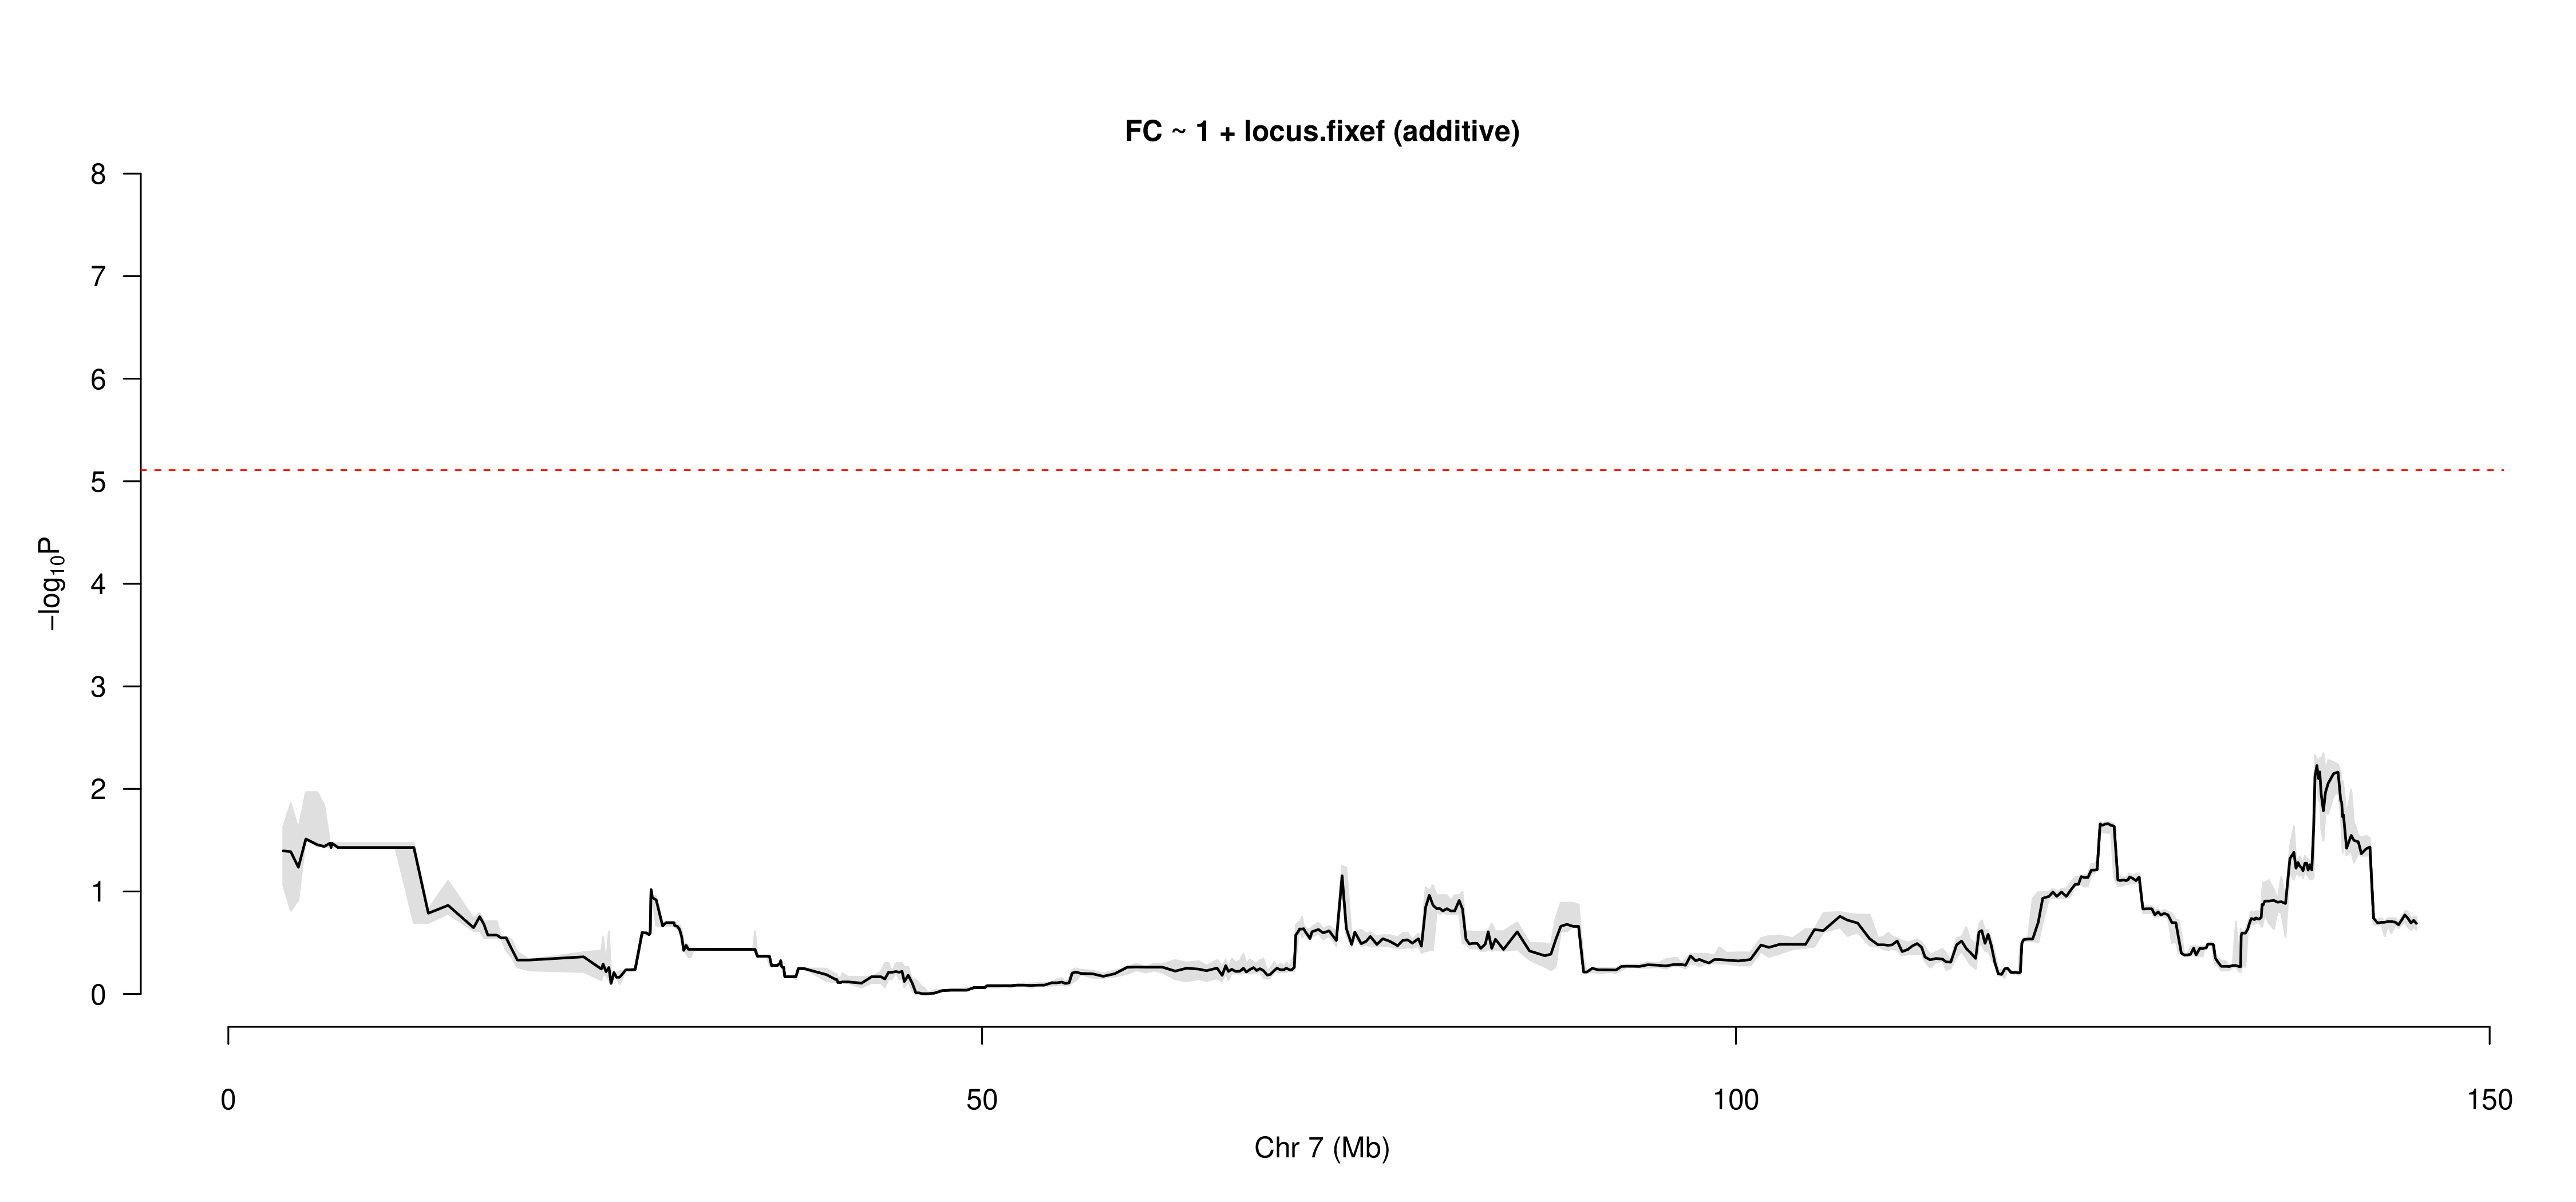 FC ~ 1 + locus.fixef (additive)
8
7
6
5
4
3
2
1
0
−log10P
0 50 100 150
Chr 7 (Mb)